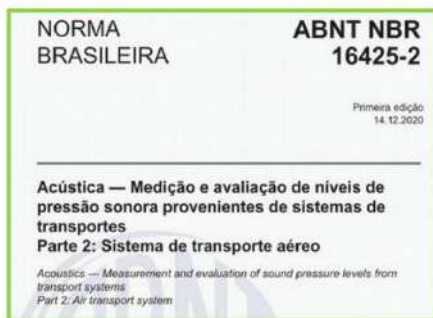 NORMA
BRASILEIRA
ABNT NBR
16425-2
Primeira edição
14.12.2020
Acústica — Medição e avaliação de níveis de
pressão sonora provenientes de sistemas de
transportes
Parte 2: Sistema de transporte aéreo
Acoustics — Measurement and evaluation of sound pressure levels from
transport systems
Part 2: Air transport system